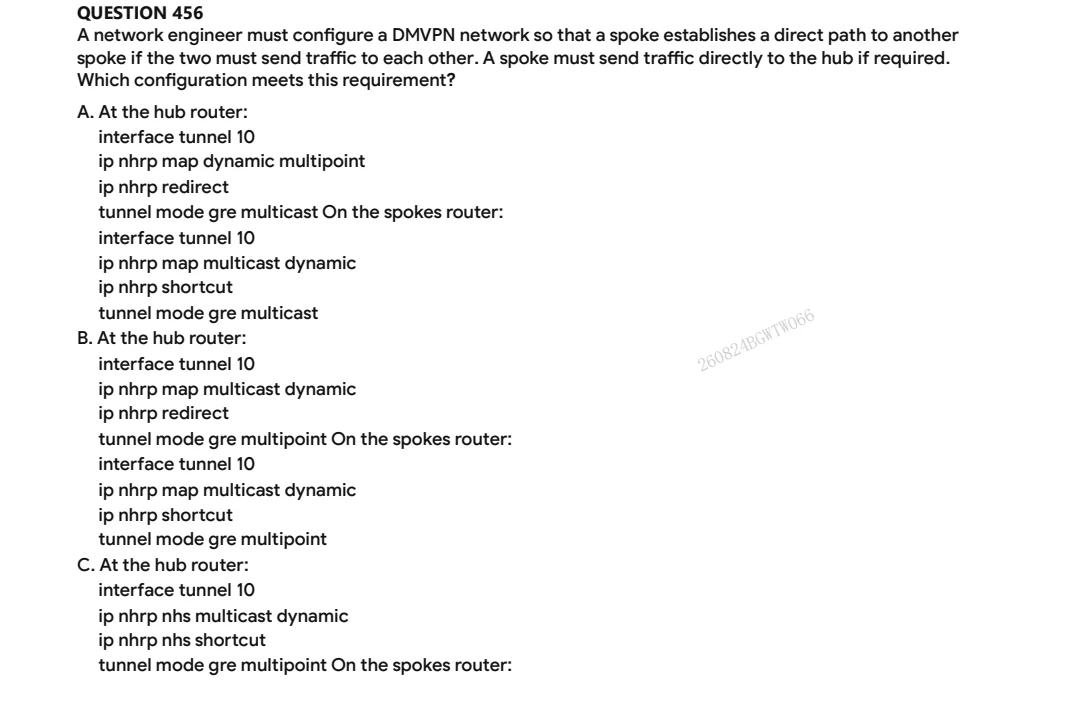 QUESTION 456
A network engineer must configure a DMVPN network so that a spoke establishes a direct path to another
spoke if the two must send traffic to each other. A spoke must send traffic directly to the hub if required.
Which configuration meets this requirement?
A. At the hub router:
interface tunnel 10
ip nhrp map dynamic multipoint
ip nhrp redirect
tunnel mode gre multicast On the spokes router:
interface tunnel 10
ip nhrp map multicast dynamic
ip nhrp shortcut
tunnel mode gre multicast
B. At the hub router:
interface tunnel 10
ip nhrp map multicast dynamic
ip nhrp redirect
tunnel mode gre multipoint On the spokes router:
interface tunnel 10
ip nhrp map multicast dynamic
ip nhrp shortcut
tunnel mode gre multipoint
C. At the hub router:
interface tunnel 10
ip nhrp nhs multicast dynamic
ip nhrp nhs shortcut
tunnel mode gre multipoint On the spokes router:
260824BGWTW066